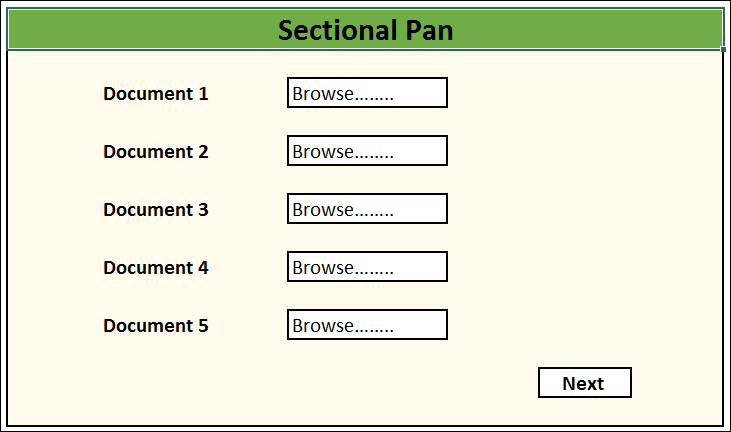 Sectional Pan
Document 1 Browse........
Document 2 Browse........
Document 3 Browse........
Document 4 Browse........
Document 5 Browse........
Next